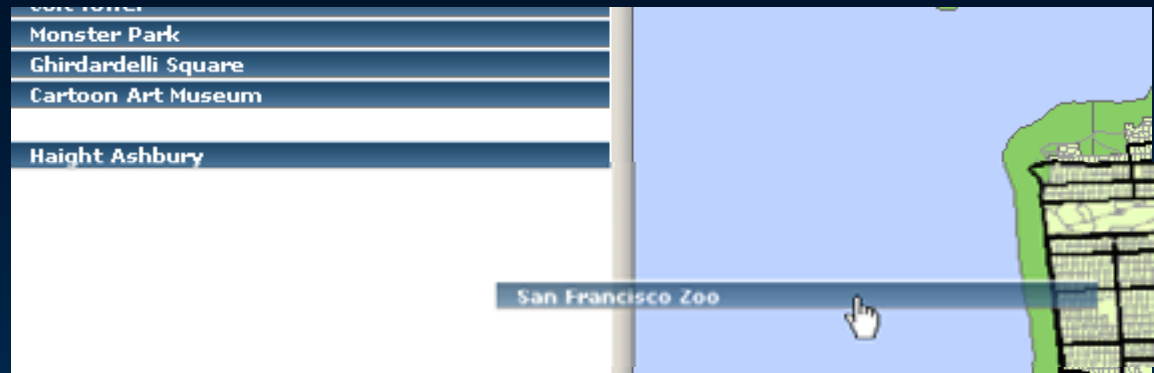 Monster Park
Ghirdardelli Square
Cartoon Art Museum
Haight Ashbury
San Francisco Zoo